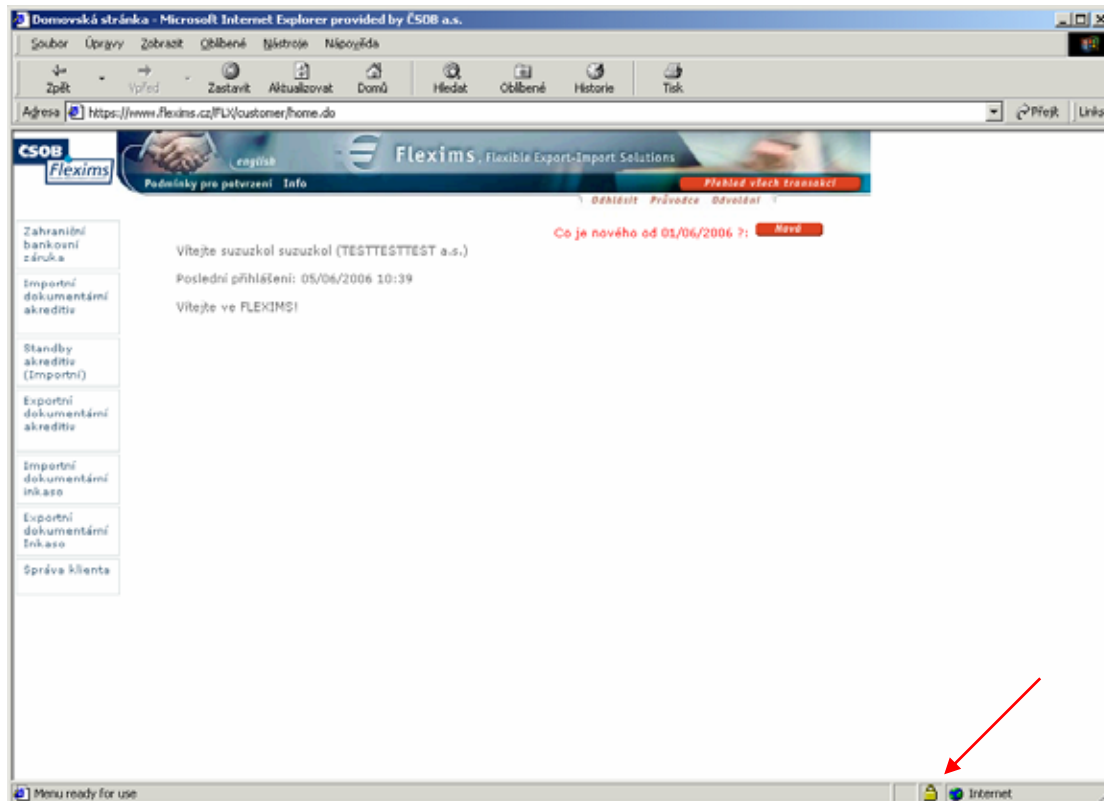 Domovská stránka - Microsoft Internet Explorer provided by ČSOB a.s.
Soubor Úpravy Zobrazit Oblíbené Nástroje Nápověda
Zpět Vpřed Zastavit Aktualizovat Domů Hledat Oblíbené Historie Tisk
Adresa https://www.flexims.cz/FLX/customer/home.do Přejít Links
ČSOB
Flexims
english
Flexims, Flexible Export-Import Solutions
Podmínky pro potvrzení Info
Přehled všech transakcí
Odhlásit Průvodce Odvolání
Co je nového od 01/06/2006 ?: Nové
Vítejte suzuzkol suzuzkol (TESTTESTTEST a.s.)
Poslední přihlášení: 05/06/2006 10:39
Vítejte ve FLEXIMS!
Zahraniční
bankovní
záruka
Importní
dokumentární
akreditiv
Standby
akreditiv
(Importní)
Exportní
dokumentární
akreditiv
Importní
dokumentární
inkaso
Exportní
dokumentární
Inkaso
Správa klienta
Menu ready for use
Internet